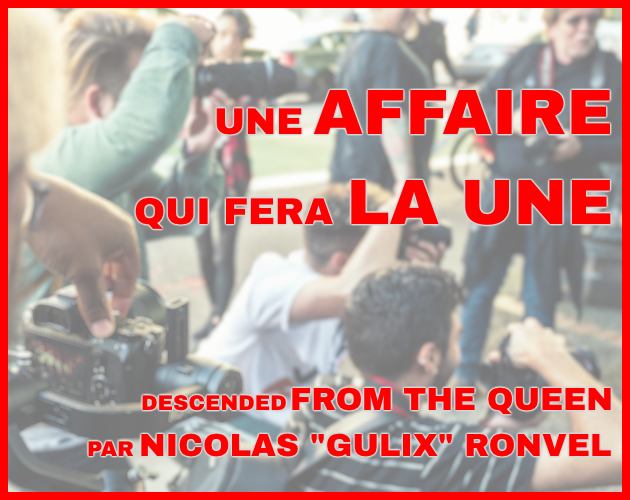 UNE AFFAIRE
QUI FERA LA UNE
DESCENDED FROM THE QUEEN
PAR NICOLAS "GULIX" RONVEL